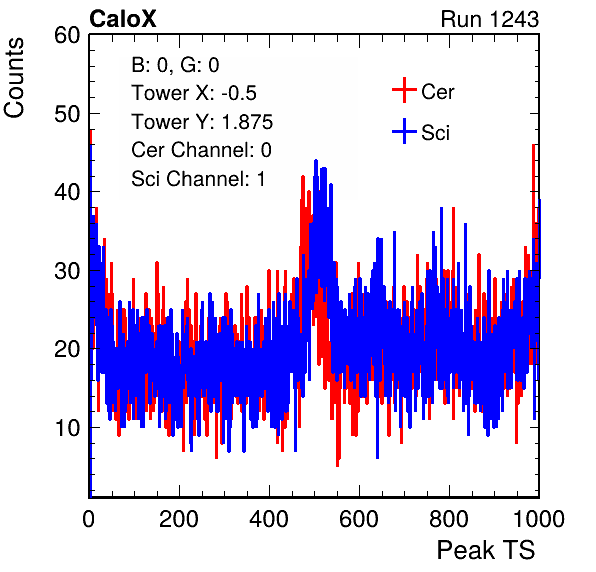 CaloX Run 1243
Counts
60
50
40
30
20
10
B: 0, G: 0
Tower X: -0.5
Tower Y: 1.875
Cer Channel: 0
Sci Channel: 1
Cer
Sci
0 200 400 600 800 1000
Peak TS